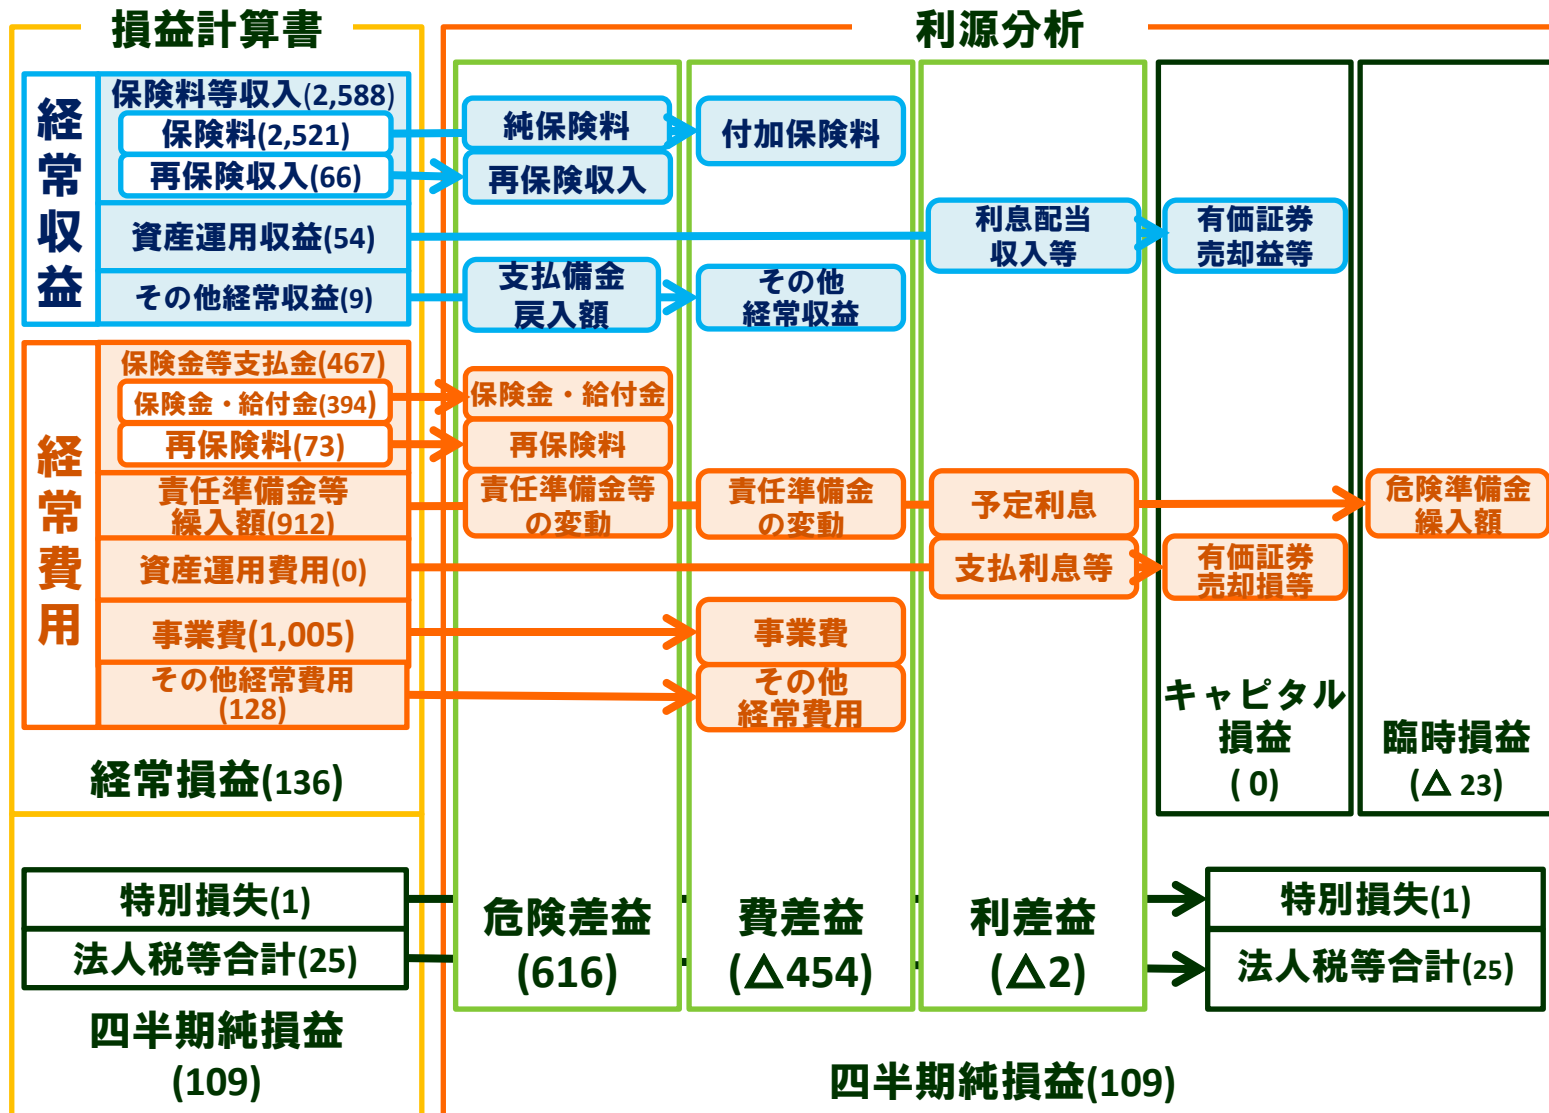 損益計算書
経常収益
保険料等収入(2,588)
保険料(2,521)
再保険収入(66)
資産運用収益(54)
その他経常収益(9)
経常費用
保険金等支払金(467)
保険金・給付金(394)
再保険料(73)
責任準備金等
繰入額(912)
資産運用費用(0)
事業費(1,005)
その他経常費用
(128)
経常損益(136)
特別損失(1)
法人税等合計(25)
四半期純損益
(109)
利源分析
純保険料
再保険収入
支払備金
戻入額
保険金・給付金
再保険料
責任準備金等
の変動
危険差益
(616)
付加保険料
その他
経常収益
責任準備金
の変動
事業費
その他
経常費用
費差益
(△454)
利息配当
収入等
予定利息
支払利息等
利差益
(△2)
有価証券
売却益等
有価証券
売却損等
キャピタル
損益
( 0)
危険準備金
繰入額
臨時損益
(△ 23)
特別損失(1)
法人税等合計(25)
四半期純損益(109)